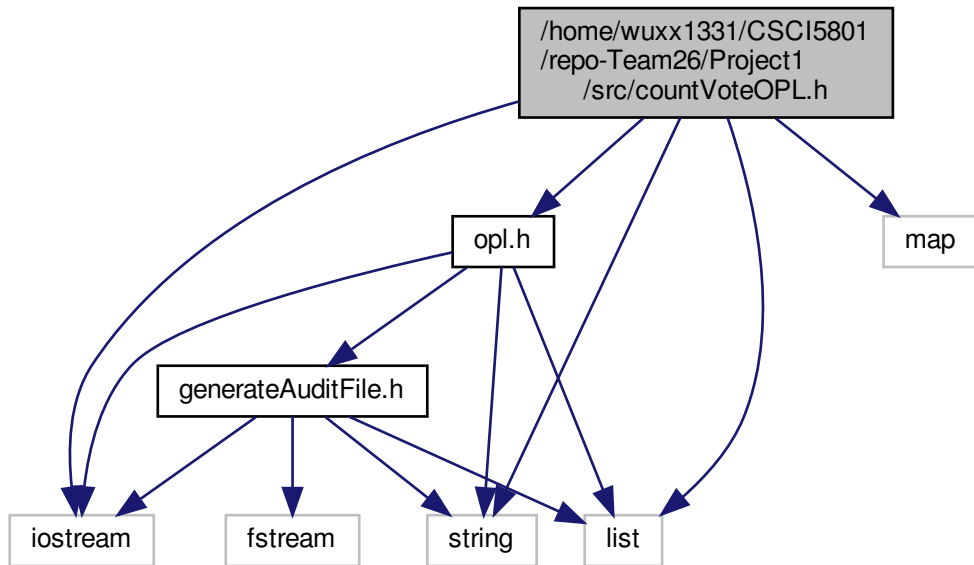 /home/wuxx1331/CSCI5801
/repo-Team26/Project1
/src/countVoteOPL.h
opl.h
map
generateAuditFile.h
iostream
fstream
string
list